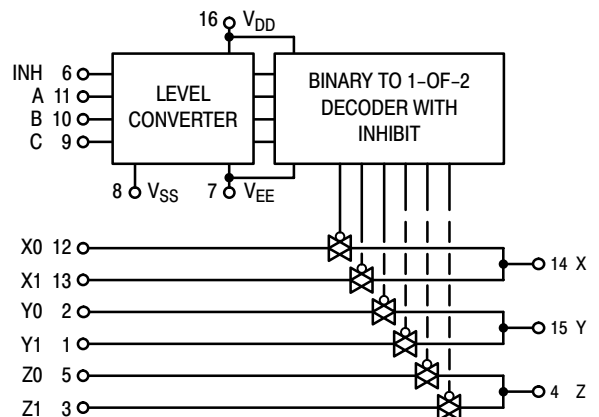 16 VDD
INH 6
A 11
B 10
C 9
LEVEL
CONVERTER
BINARY TO 1-OF-2
DECODER WITH
INHIBIT
8 VSS
7 VEE
X0 12
X1 13
14 X
Y0 2
Y1 1
15 Y
Z0 5
Z1 3
4 Z